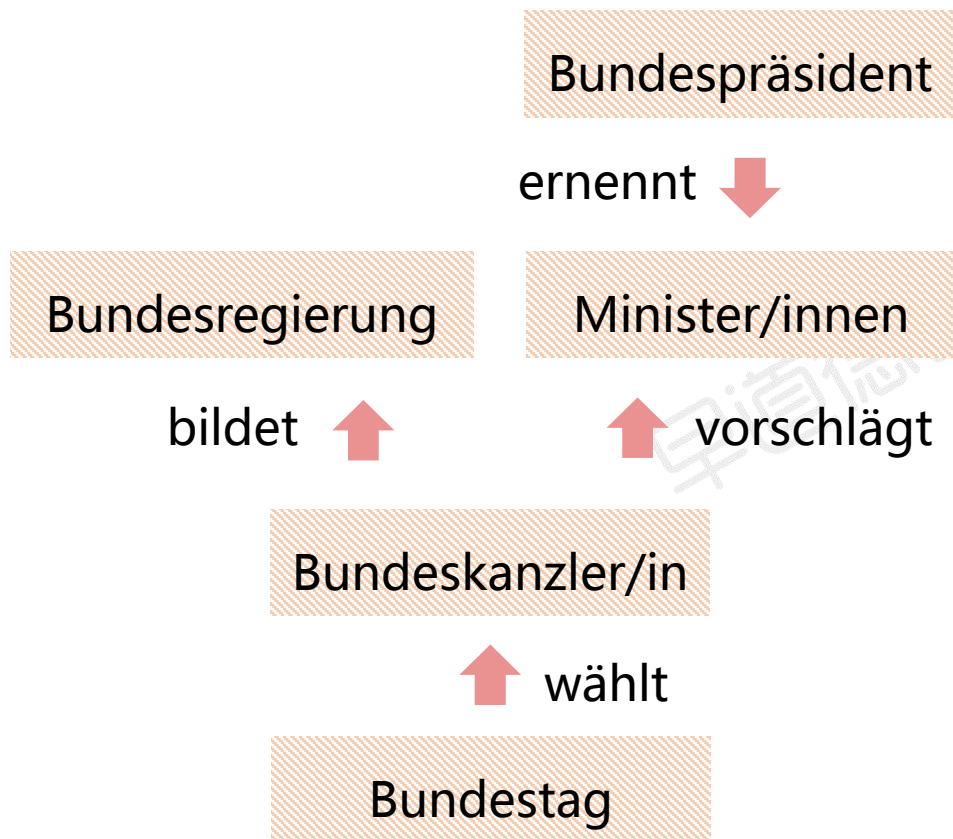 Bundespräsident
ernennt
Bundesregierung
Minister/innen
bildet
vorschlägt
Bundeskanzler/in
wählt
Bundestag